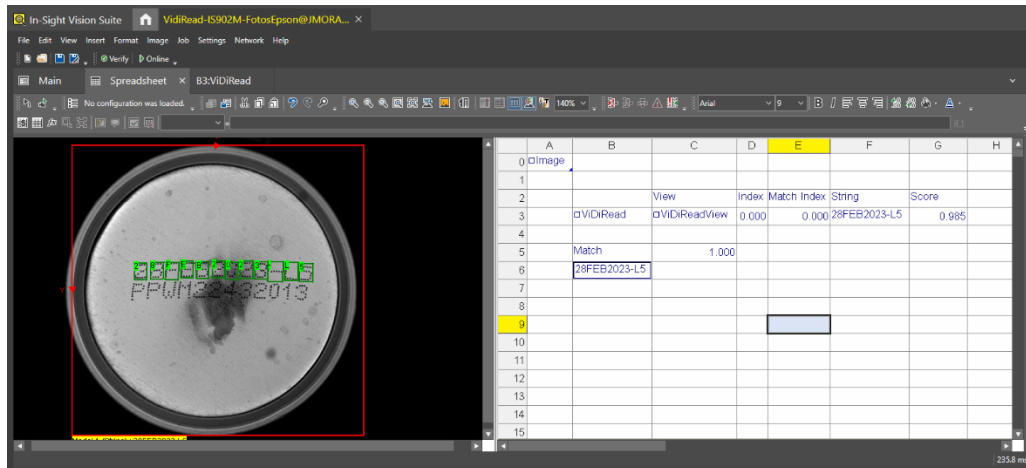 In-Sight Vision Suite
VidiRead-IS902M-FotosEpson@JMORA...
File Edit View Insert Format Image Job Settings Network Help
Verify Online
Main Spreadsheet B3:ViDiRead
No configuration was loaded. 140% Arial 9 B I A
A B C D E F G H
0 Image
1
2 View Index Match Index String Score
3 ViDiRead ViDiReadView 0.000 0.000 28FEB2023-L5 0.985
4
5 Match 1.000
6 28FEB2023-L5
7
8
9
10
11
12
13
14
15
PPWM22432013
Y
235.8 ms